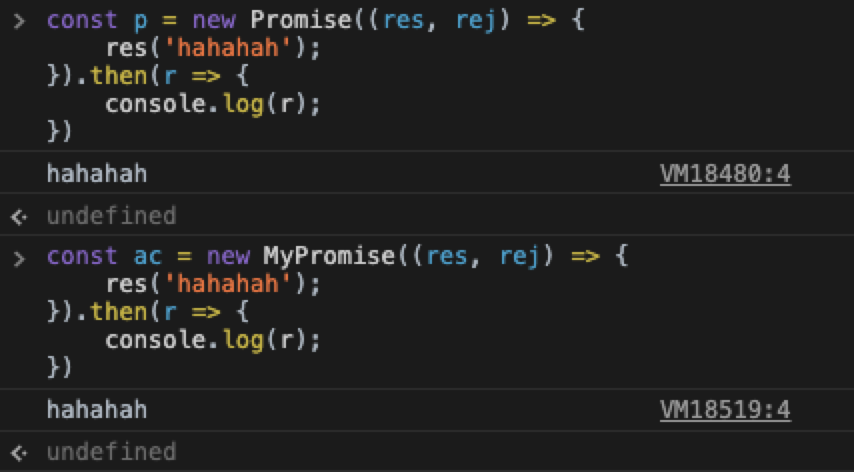 > const p = new Promise((res, rej) => {
    res('hahahah');
}).then(r => {
    console.log(r);
})
hahahah VM18480:4
undefined
> const ac = new MyPromise((res, rej) => {
    res('hahahah');
}).then(r => {
    console.log(r);
})
hahahah VM18519:4
undefined